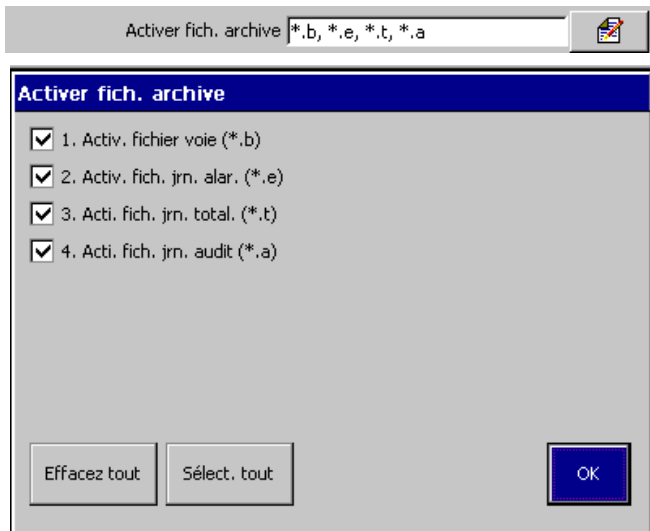 Activer fich. archive *.b, *.e, *.t, *.a
Activer fich. archive
1. Activ. fichier voie (*.b)
2. Activ. fich. jrn. alar. (*.e)
3. Acti. fich. jrn. total. (*.t)
4. Acti. fich. jrn. audit (*.a)
Effacez tout Sélect. tout OK